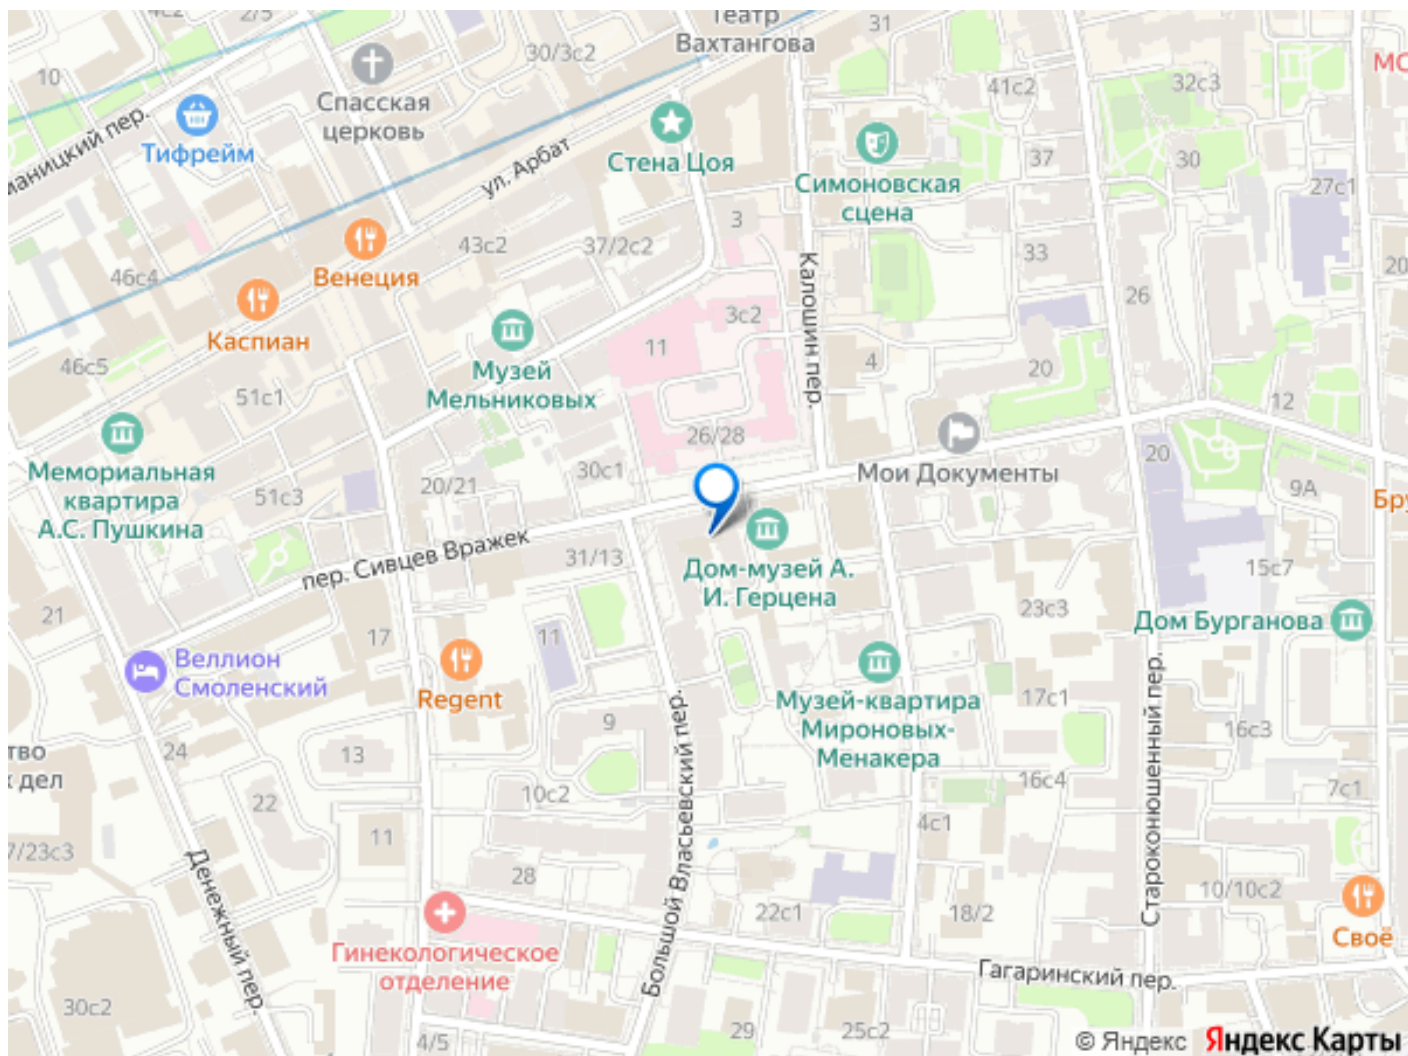 Театр
Вахтангова
31
4с2
2/5
30/3с2
10
Спасская
церковь
Тифрейм
ул. Арбат
Стена Цоя
Симоновская
сцена
41с2
32с3
37
30
27с1
3
33
43с2
37/2с2
46с4
Венеция
Каспиан
Калошин пер.
26
20
3с2
11
4
20
46с5
Музей
Мельниковых
51с1
12
26/28
Мои Документы
20
9А
Мемориальная
квартира
А.С. Пушкина
51с3
20/21
30с1
пер. Сивцев Вражек
31/13
Дом-музей А.
И. Герцена
23с3
15с7
Дом Бурганова
21
17
11
Веллион
Смоленский
Regent
Музей-квартира
Мироновых-
Менакера
17с1
16с3
Староконюшенный пер.
9
13
24
тво
дел
22
10с2
Большой Власьевский пер.
16с4
7с1
4с1
11
7/23с3
Денежный пер.
28
22с1
18/2
10/10с2
Своё
Гинекологическое
отделение
Гагаринский пер.
30с2
4/5
29
25с2
© Яндекс Яндекс Карты